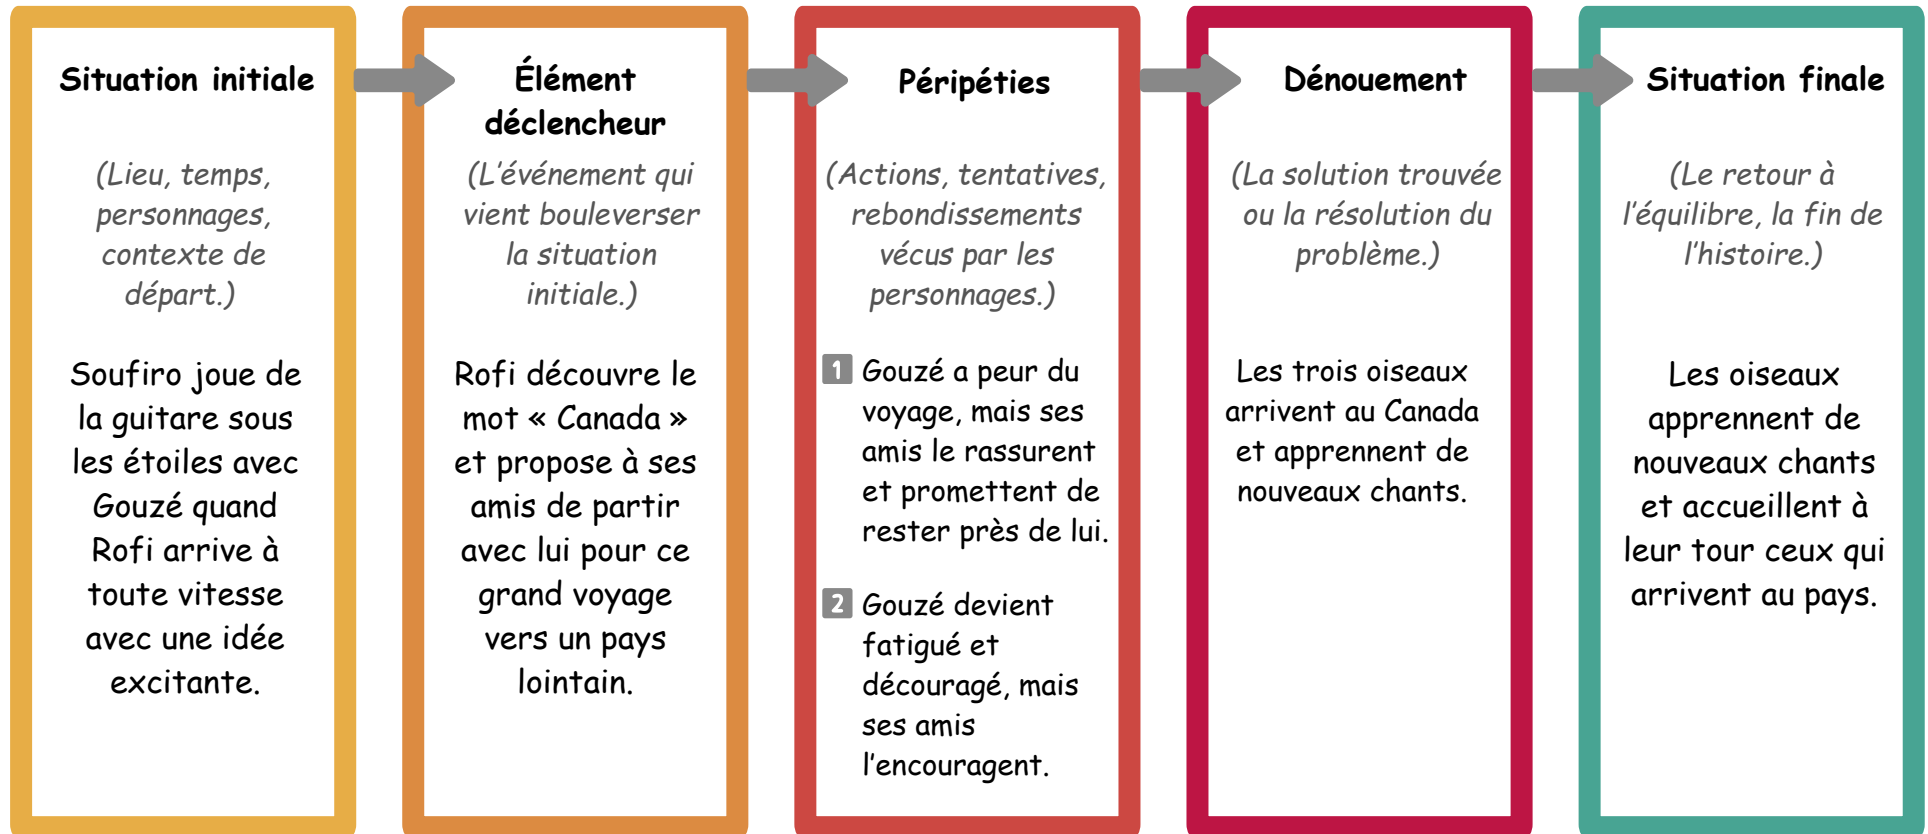 Situation initiale
(Lieu, temps,
personnages,
contexte de
départ.)
Soufiro joue de
la guitare sous
les étoiles avec
Gouzé quand
Rofi arrive à
toute vitesse
avec une idée
excitante.
Élément
déclencheur
(L'événement qui
vient bouleverser
la situation
initiale.)
Rofi découvre le
mot « Canada »
et propose à ses
amis de partir
avec lui pour ce
grand voyage
vers un pays
lointain.
Péripéties
(Actions, tentatives,
rebondissements
vécus par les
personnages.)
1 Gouzé a peur du
voyage, mais ses
amis le rassurent
et promettent de
rester près de lui.
2 Gouzé devient
fatigué et
découragé, mais
ses amis
l'encouragent.
Dénouement
(La solution trouvée
ou la résolution du
problème.)
Les trois oiseaux
arrivent au Canada
et apprennent de
nouveaux chants.
Situation finale
(Le retour à
l'équilibre, la fin de
l'histoire.)
Les oiseaux
apprennent de
nouveaux chants
et accueillent à
leur tour ceux qui
arrivent au pays.